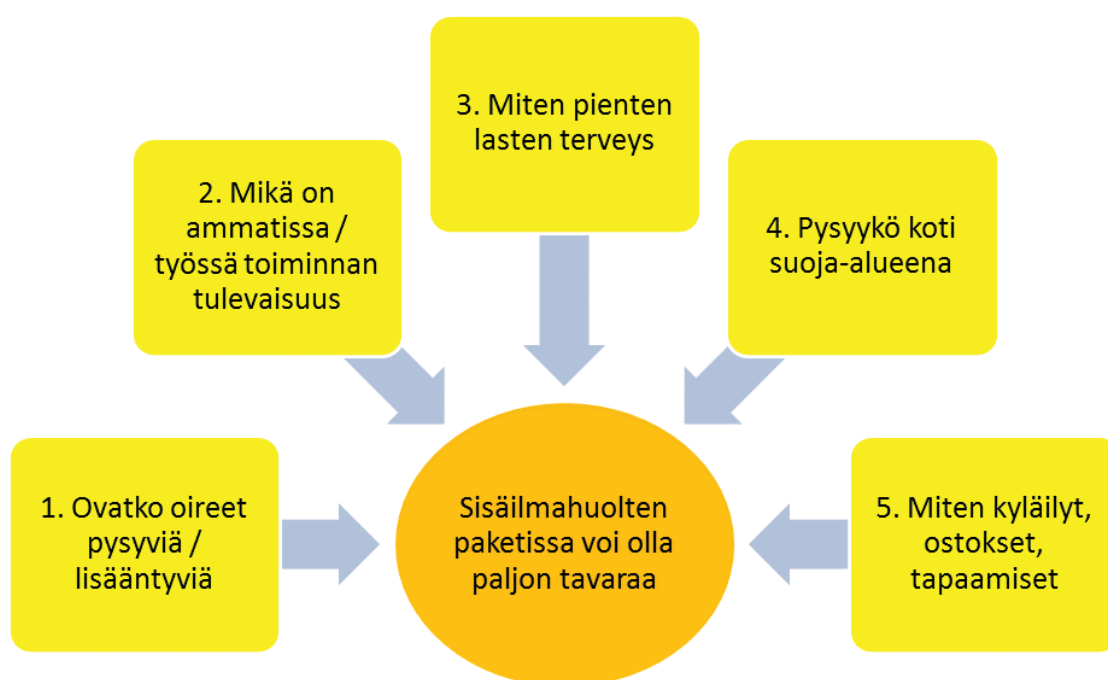 1. Ovatko oireet
pysyviä /
lisääntyviä
2. Mikä on
ammatissa /
työssä toiminnan
tulevaisuus
3. Miten pienten
lasten terveys
4. Pysyykö koti
suoja-alueena
5. Miten kyläilyt,
ostokset,
tapaamiset
Sisäilmahuolten
paketissa voi olla
paljon tavaraa